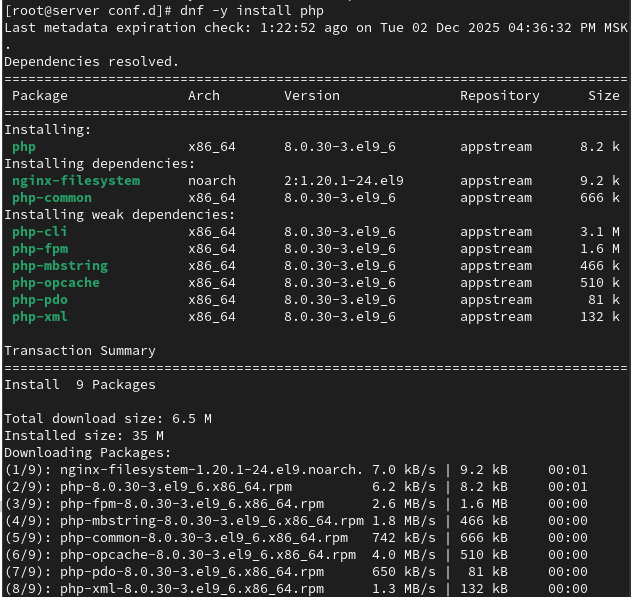 [root@server conf.d]# dnf -y install php
Last metadata expiration check: 1:22:52 ago on Tue 02 Dec 2025 04:36:32 PM MSK
.
Dependencies resolved.
================================================================================
Package Arch Version Repository Size
================================================================================
Installing:
php x86_64 8.0.30-3.el9_6 appstream 8.2 k
Installing dependencies:
nginx-filesystem noarch 2:1.20.1-24.el9 appstream 9.2 k
php-common x86_64 8.0.30-3.el9_6 appstream 666 k
Installing weak dependencies:
php-cli x86_64 8.0.30-3.el9_6 appstream 3.1 M
php-fpm x86_64 8.0.30-3.el9_6 appstream 1.6 M
php-mbstring x86_64 8.0.30-3.el9_6 appstream 466 k
php-opcache x86_64 8.0.30-3.el9_6 appstream 510 k
php-pdo x86_64 8.0.30-3.el9_6 appstream 81 k
php-xml x86_64 8.0.30-3.el9_6 appstream 132 k
Transaction Summary
================================================================================
Install 9 Packages
Total download size: 6.5 M
Installed size: 35 M
Downloading Packages:
(1/9): nginx-filesystem-1.20.1-24.el9.noarch. 7.0 kB/s | 9.2 kB 00:01
(2/9): php-8.0.30-3.el9_6.x86_64.rpm 6.2 kB/s | 8.2 kB 00:01
(3/9): php-fpm-8.0.30-3.el9_6.x86_64.rpm 2.6 MB/s | 1.6 MB 00:00
(4/9): php-mbstring-8.0.30-3.el9_6.x86_64.rpm 1.8 MB/s | 466 kB 00:00
(5/9): php-common-8.0.30-3.el9_6.x86_64.rpm 742 kB/s | 666 kB 00:00
(6/9): php-opcache-8.0.30-3.el9_6.x86_64.rpm 4.0 MB/s | 510 kB 00:00
(7/9): php-pdo-8.0.30-3.el9_6.x86_64.rpm 650 kB/s | 81 kB 00:00
(8/9): php-xml-8.0.30-3.el9_6.x86_64.rpm 1.3 MB/s | 132 kB 00:00